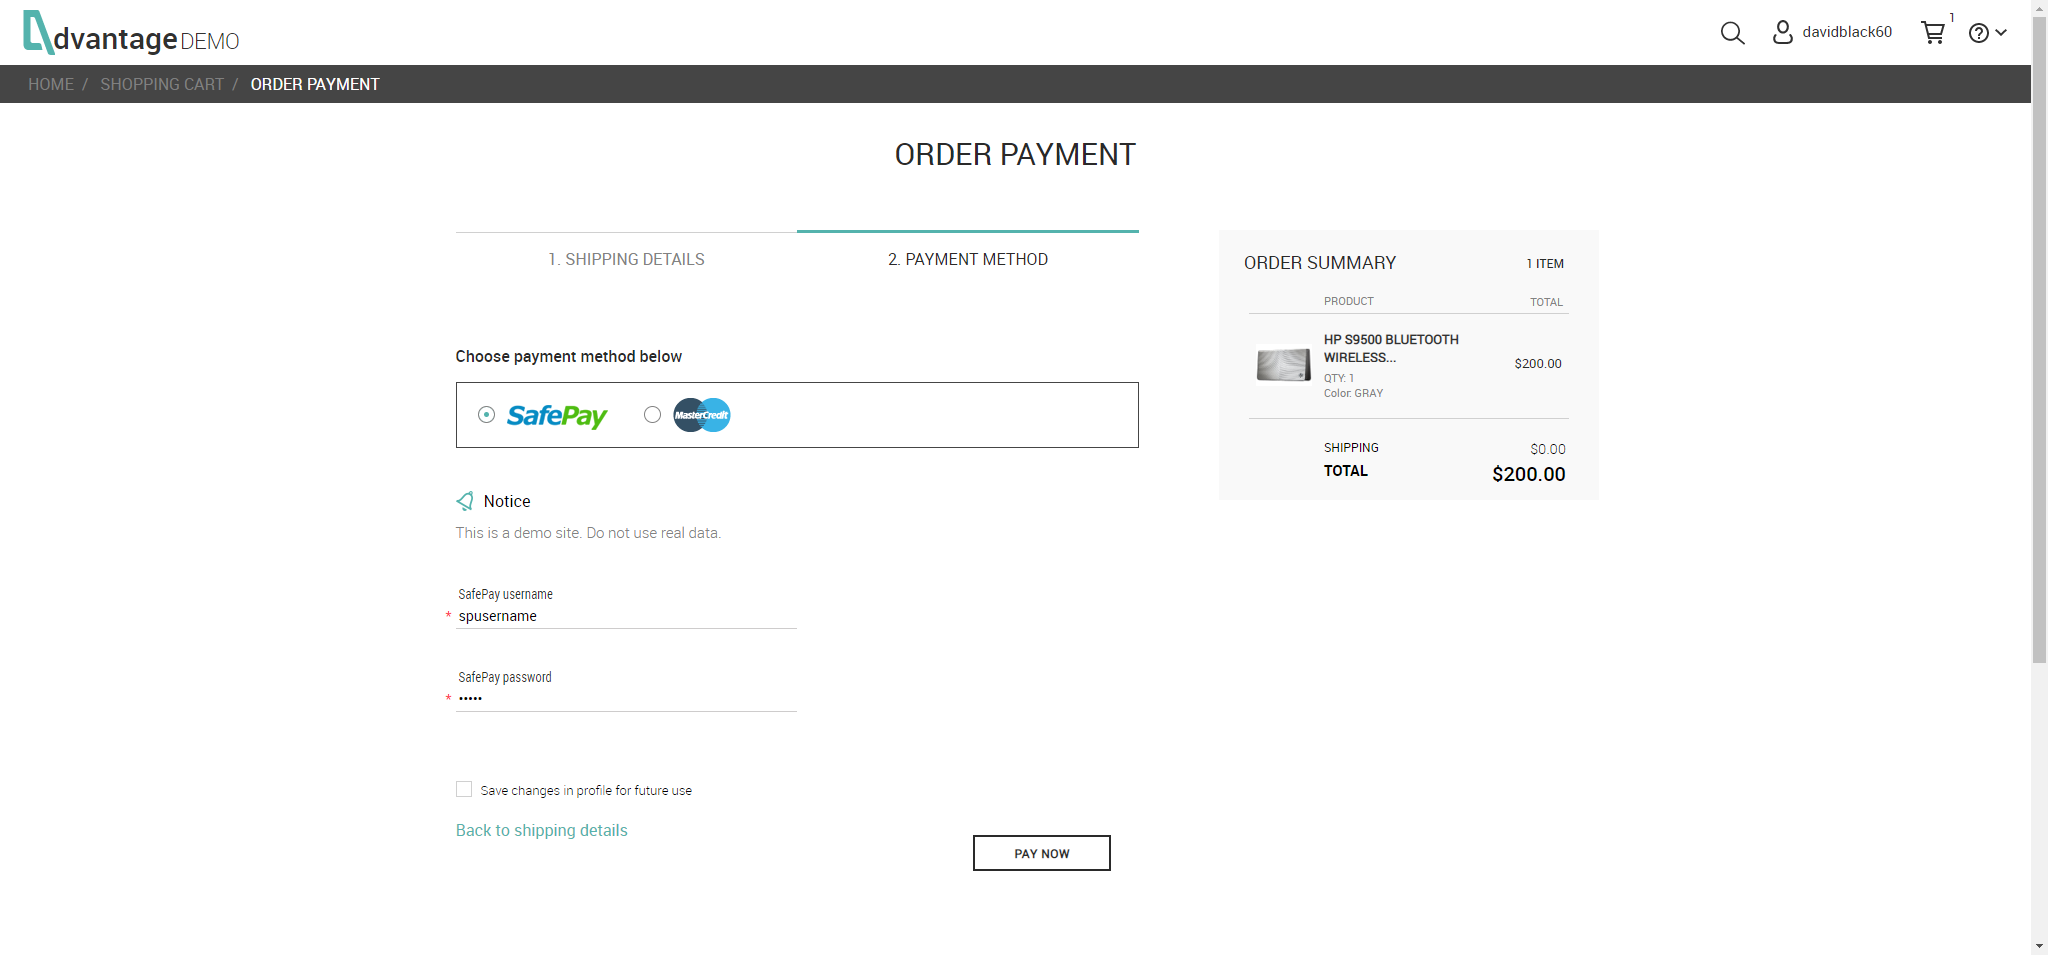 dvantage DEMO
davidblack60
1
HOME / SHOPPING CART / ORDER PAYMENT
ORDER PAYMENT
1. SHIPPING DETAILS
2. PAYMENT METHOD
Choose payment method below
SafePay
MasterCredit
Notice
This is a demo site. Do not use real data.
SafePay username
* spusername
SafePay password
* •••••
Save changes in profile for future use
Back to shipping details
PAY NOW
ORDER SUMMARY
1 ITEM
PRODUCT
TOTAL
HP S9500 BLUETOOTH
WIRELESS...
QTY: 1
Color: GRAY
$200.00
SHIPPING
$0.00
TOTAL
$200.00